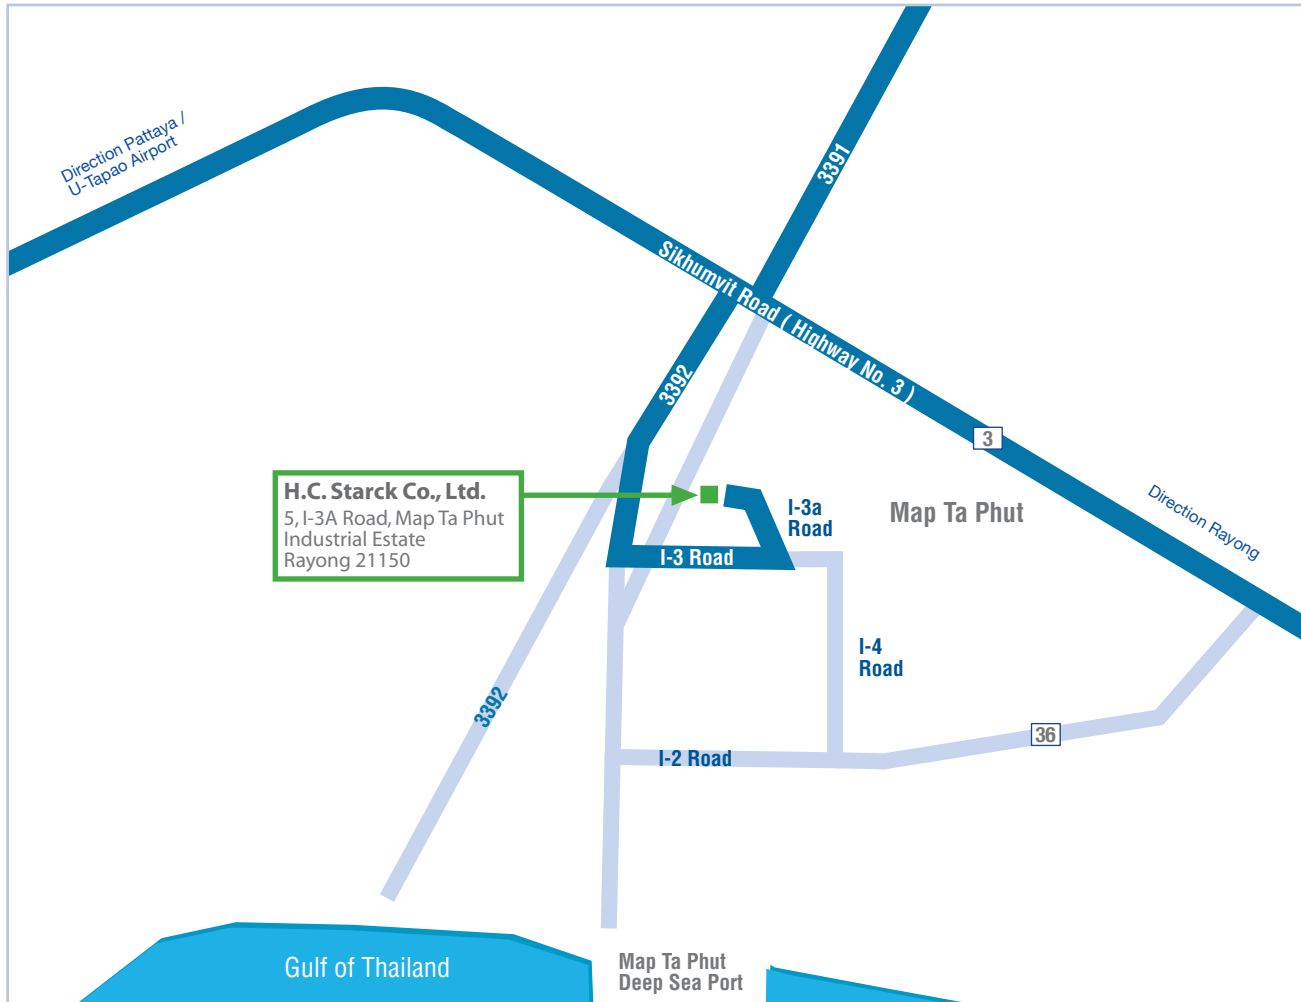 Direction Pattaya /
U-Tapao Airport
3391
Sikhumvit Road ( Highway No. 3 )
3392
3
H.C. Starck Co., Ltd.
5, I-3A Road, Map Ta Phut
Industrial Estate
Rayong 21150
I-3a
Road
Map Ta Phut
Direction Rayong
I-3 Road
I-4
Road
3392
36
I-2 Road
Gulf of Thailand
Map Ta Phut
Deep Sea Port